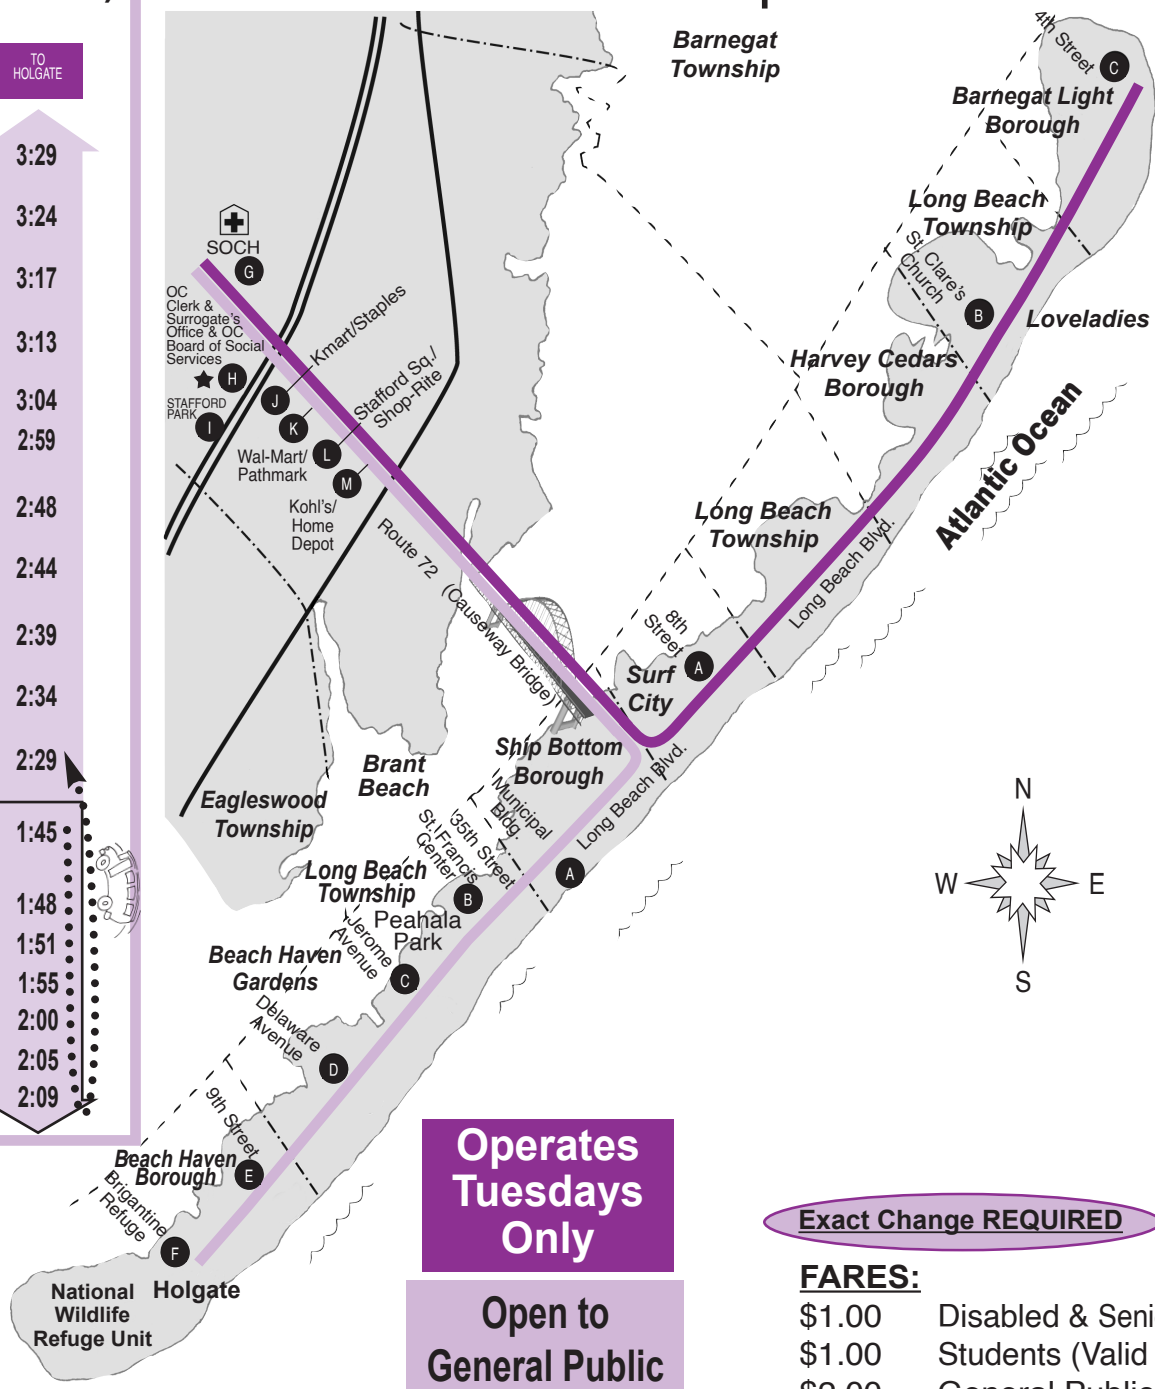 TO
HOLGATE
3:29
3:24
3:17
3:13
3:04
2:59
2:48
2:44
2:39
2:34
2:29
1:45
1:48
1:51
1:55
2:00
2:05
2:09
Barnegat
Township
4th Street
C
Barnegat Light
Borough
Long Beach
Township
St. Clare's
Church
B
Loveladies
Harvey Cedars
Borough
Atlantic Ocean
Long Beach
Township
Long Beach Blvd.
8th
Street
A
Surf
City
SOCH
G
OC
Clerk &
Surrogate's
Office & OC
Board of Social
Services
H
STAFFORD
PARK
I
J
Kmart/Staples
K
Stafford Sq./
Shop-Rite
L
Wal-Mart/
Pathmark
M
Kohl's/
Home
Depot
Route 72
(Causeway Bridge)
Ship Bottom
Borough
Municipal
Bldg.
Long Beach Blvd.
A
Brant
Beach
Eagleswood
Township
35th Street
St. Francis
Center
B
Long Beach
Township
Peahala
Park
Jerome
Avenue
C
Beach Haven
Gardens
Delaware
Avenue
D
9th Street
E
Beach Haven
Borough
Brigantine
Refuge
F
Holgate
National
Wildlife
Refuge Unit
N
W
E
S
Operates
Tuesdays
Only
Open to
General Public
Exact Change REQUIRED
FARES:
$1.00 Disabled & Seni
$1.00 Students (Valid
$2.00 General Public